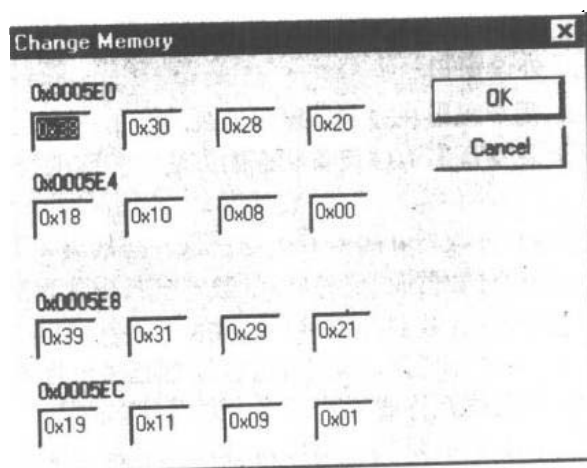 Change Memory
0x0005E0
OK
0x38 0x30 0x28 0x20
Cancel
0x0005E4
0x18 0x10 0x08 0x00
0x0005E8
0x39 0x31 0x29 0x21
0x0005EC
0x19 0x11 0x09 0x01